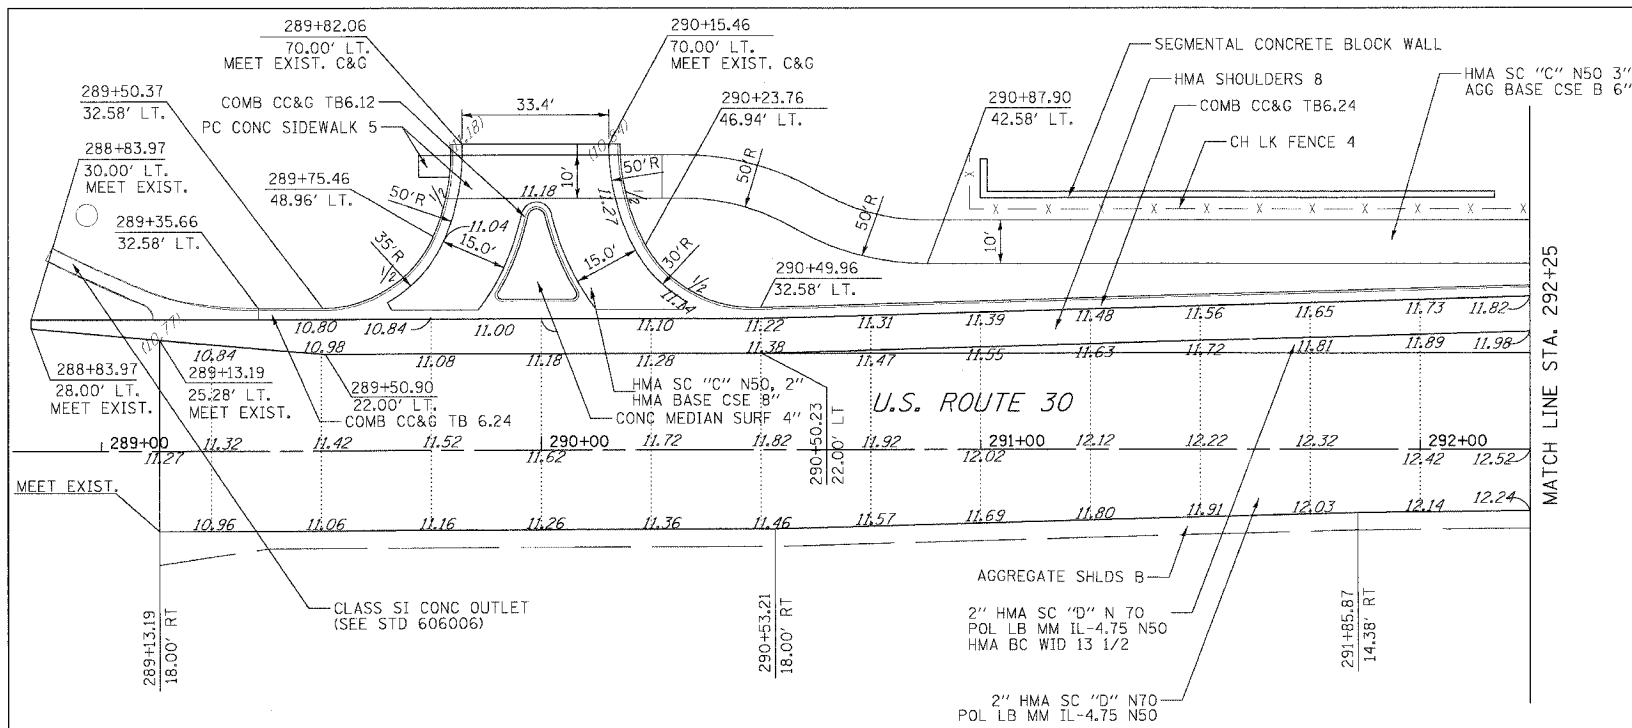 289+82.06
70.00' LT.
MEET EXIST. C&G
290+15.46
70.00' LT.
MEET EXIST. C&G
SEGMENTAL CONCRETE BLOCK WALL
HMA SHOULDERS 8
HMA SC "C" N50 3"
AGG BASE CSE B 6"
289+50.37
32.58' LT.
COMB CC&G TB6.12
PC CONC SIDEWALK 5
33.4'
290+23.76
46.94' LT.
290+87.90
42.58' LT.
COMB CC&G TB6.24
CH LK FENCE 4
288+83.97
30.00' LT.
MEET EXIST.
(11.18)
289+75.46
48.96' LT.
50'R
1/2
11.18
10'
50'R
1/2
11.27
50'R
50'R
10'
X X X X X X X X X X
289+35.66
32.58' LT.
11.04
15.0'
15.0'
35'R
1/2
30'R
1/2
11.14
290+49.96
32.58' LT.
MATCH LINE STA. 292+25
10.80 10.84 11.00 11.10 11.22 11.31 11.39 11.48 11.56 11.65 11.73 11.82
(10.77)
10.84 10.98 11.08 11.18 11.28 11.38 11.47 11.55 11.63 11.72 11.81 11.89 11.98
288+83.97
28.00' LT.
MEET EXIST.
289+13.19
25.28' LT.
MEET EXIST.
289+50.90
22.00' LT.
COMB CC&G TB 6.24
HMA SC "C" N50, 2"
HMA BASE CSE 8"
CONC MEDIAN SURF 4"
290+50.23
22.00' LT
U.S. ROUTE 30
289+00 11.32 11.42 11.52 290+00 11.72 11.82 11.92 291+00 12.12 12.22 12.32 292+00
11.27 11.62 12.02 12.42 12.52
MEET EXIST.
10.96 11.06 11.16 11.26 11.36 11.46 11.57 11.69 11.80 11.91 12.03 12.14 12.24
AGGREGATE SHLDS B
CLASS SI CONC OUTLET
(SEE STD 606006)
2" HMA SC "D" N 70
POL LB MM IL-4.75 N50
HMA BC WID 13 1/2
289+13.19
18.00' RT
290+53.21
18.00' RT
291+85.87
14.38' RT
2" HMA SC "D" N70
POL LB MM IL-4.75 N50